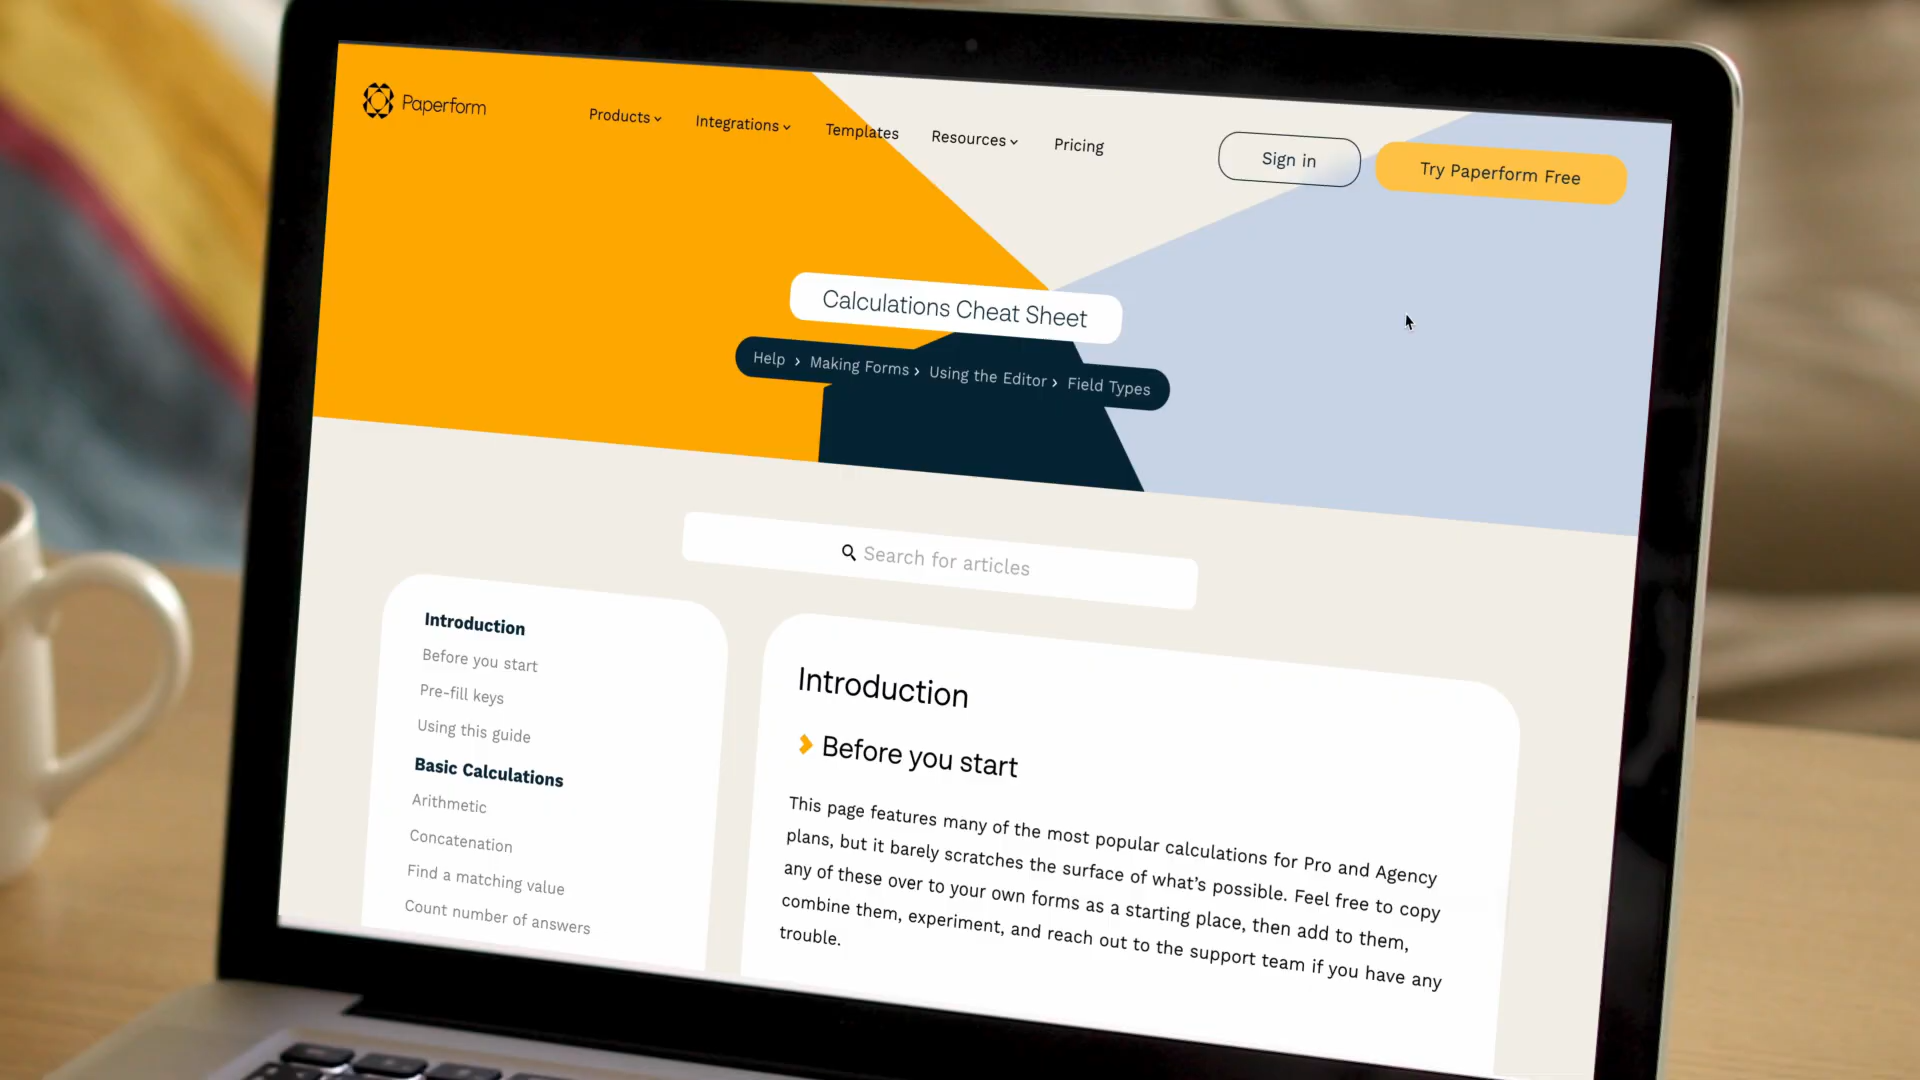 Paperform
Products
Integrations
Templates
Resources
Pricing
Sign in
Try Paperform Free
Calculations Cheat Sheet
Help › Making Forms › Using the Editor › Field Types
Search for articles
Introduction
Before you start
Pre-fill keys
Using this guide
Basic Calculations
Arithmetic
Concatenation
Find a matching value
Count number of answers
Introduction
Before you start
This page features many of the most popular calculations for Pro and Agency
plans, but it barely scratches the surface of what’s possible. Feel free to copy
any of these over to your own forms as a starting place, then add to them,
combine them, experiment, and reach out to the support team if you have any
trouble.